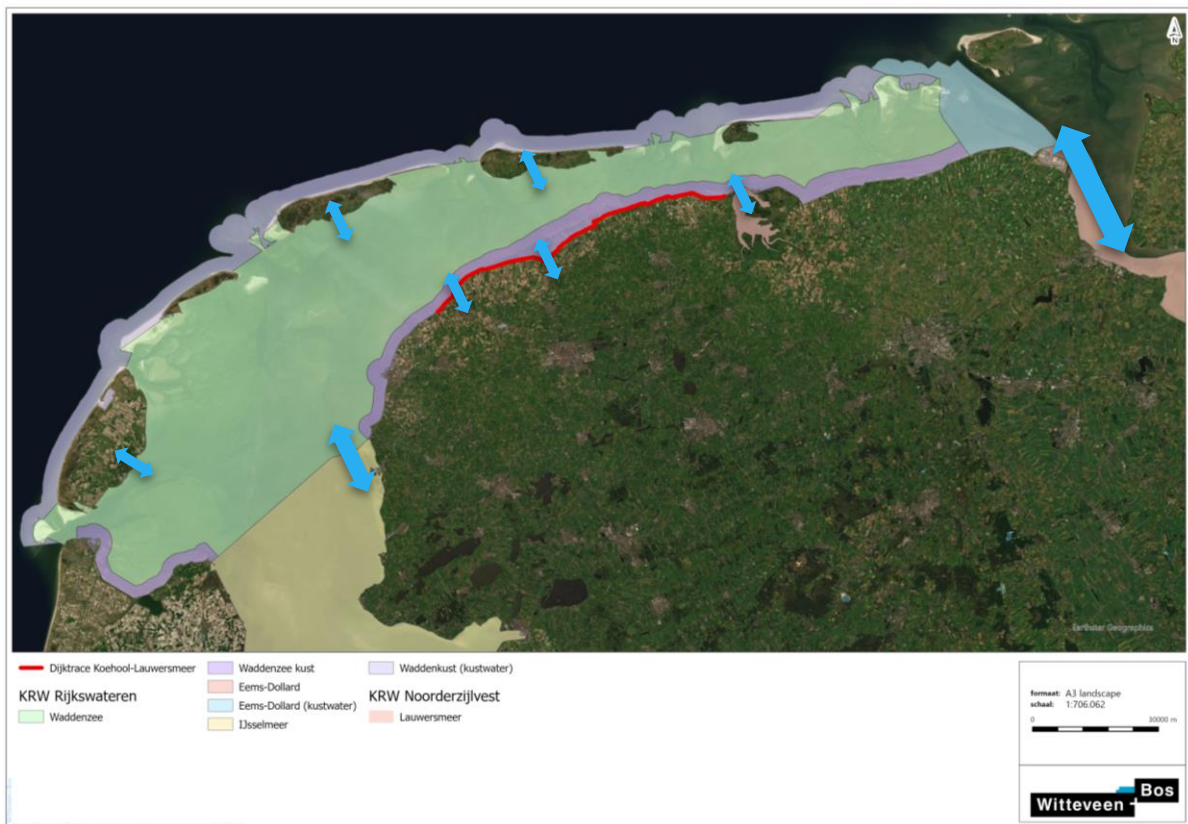 N
Earthstar Geographics
Dijktrace Koehool-Lauwersmeer
KRW Rijkswateren
Waddenzee
Waddenzee kust
Eems-Dollard
Eems-Dollard (kustwater)
IJsselmeer
Waddenkust (kustwater)
KRW Noorderzijlvest
Lauwersmeer
formaat: A3 landscape
schaal: 1:706.062
0 30000 m
Witteveen + Bos